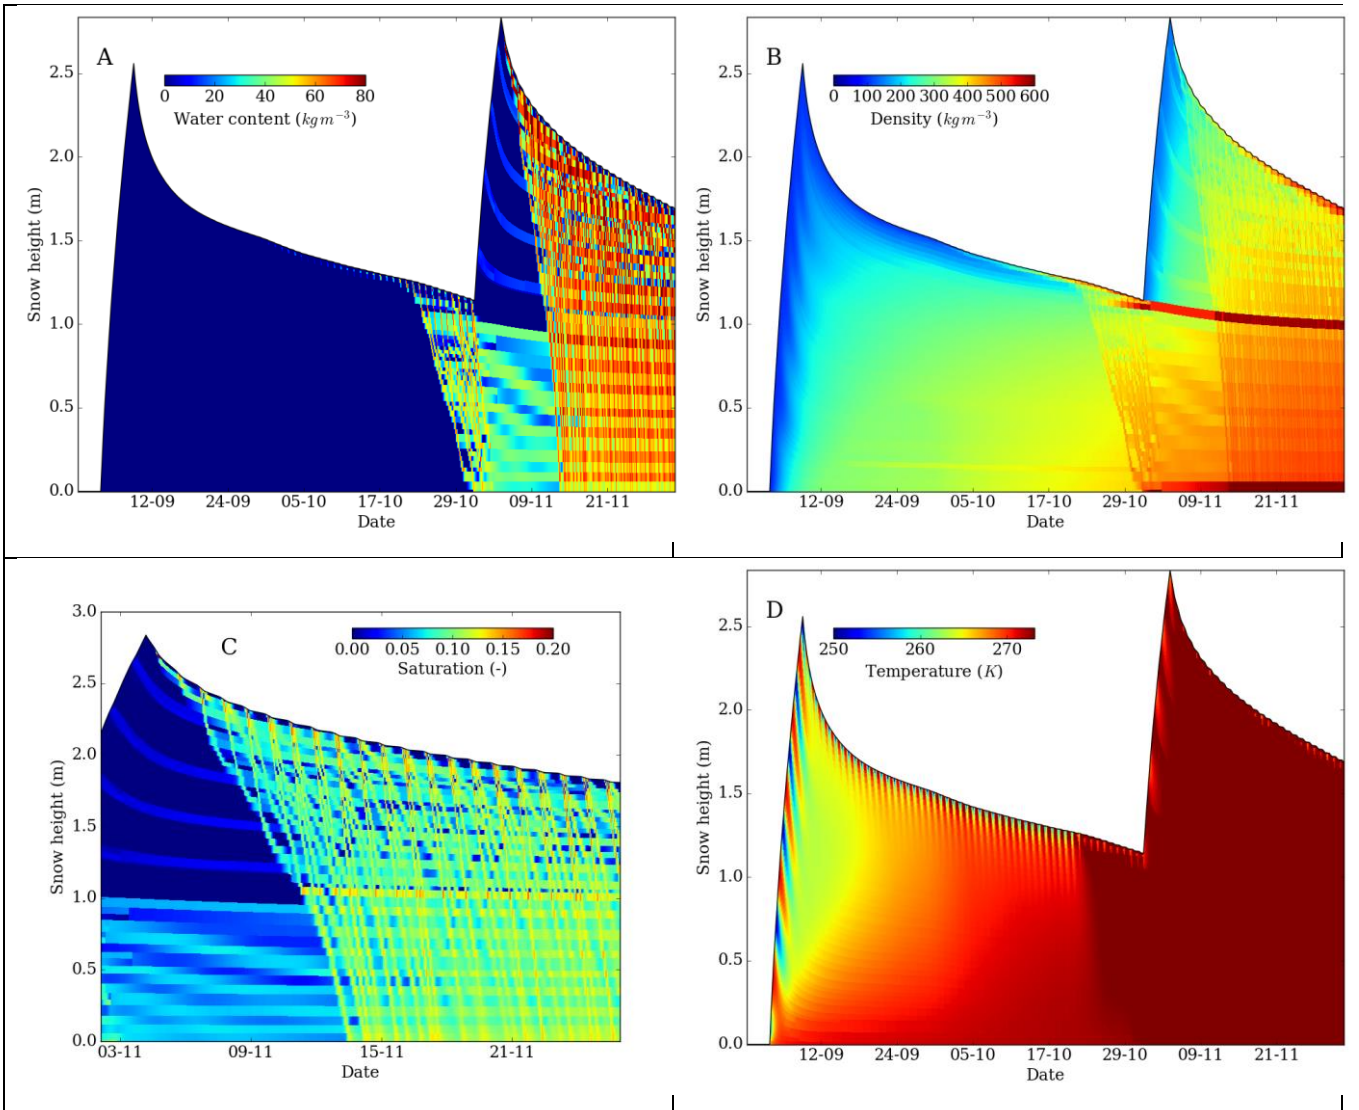 A
0 20 40 60 80
Water content (kg m⁻³)
2.5
2.0
1.5
1.0
0.5
0.0
Snow height (m)
12-09 24-09 05-10 17-10 29-10 09-11 21-11
Date
B
0 100 200 300 400 500 600
Density (kg m⁻³)
2.5
2.0
1.5
1.0
0.5
0.0
Snow height (m)
12-09 24-09 05-10 17-10 29-10 09-11 21-11
Date
C
0.00 0.05 0.10 0.15 0.20
Saturation (-)
3.0
2.5
2.0
1.5
1.0
0.5
0.0
Snow height (m)
03-11 09-11 15-11 21-11
Date
D
250 260 270
Temperature (K)
2.5
2.0
1.5
1.0
0.5
0.0
Snow height (m)
12-09 24-09 05-10 17-10 29-10 09-11 21-11
Date